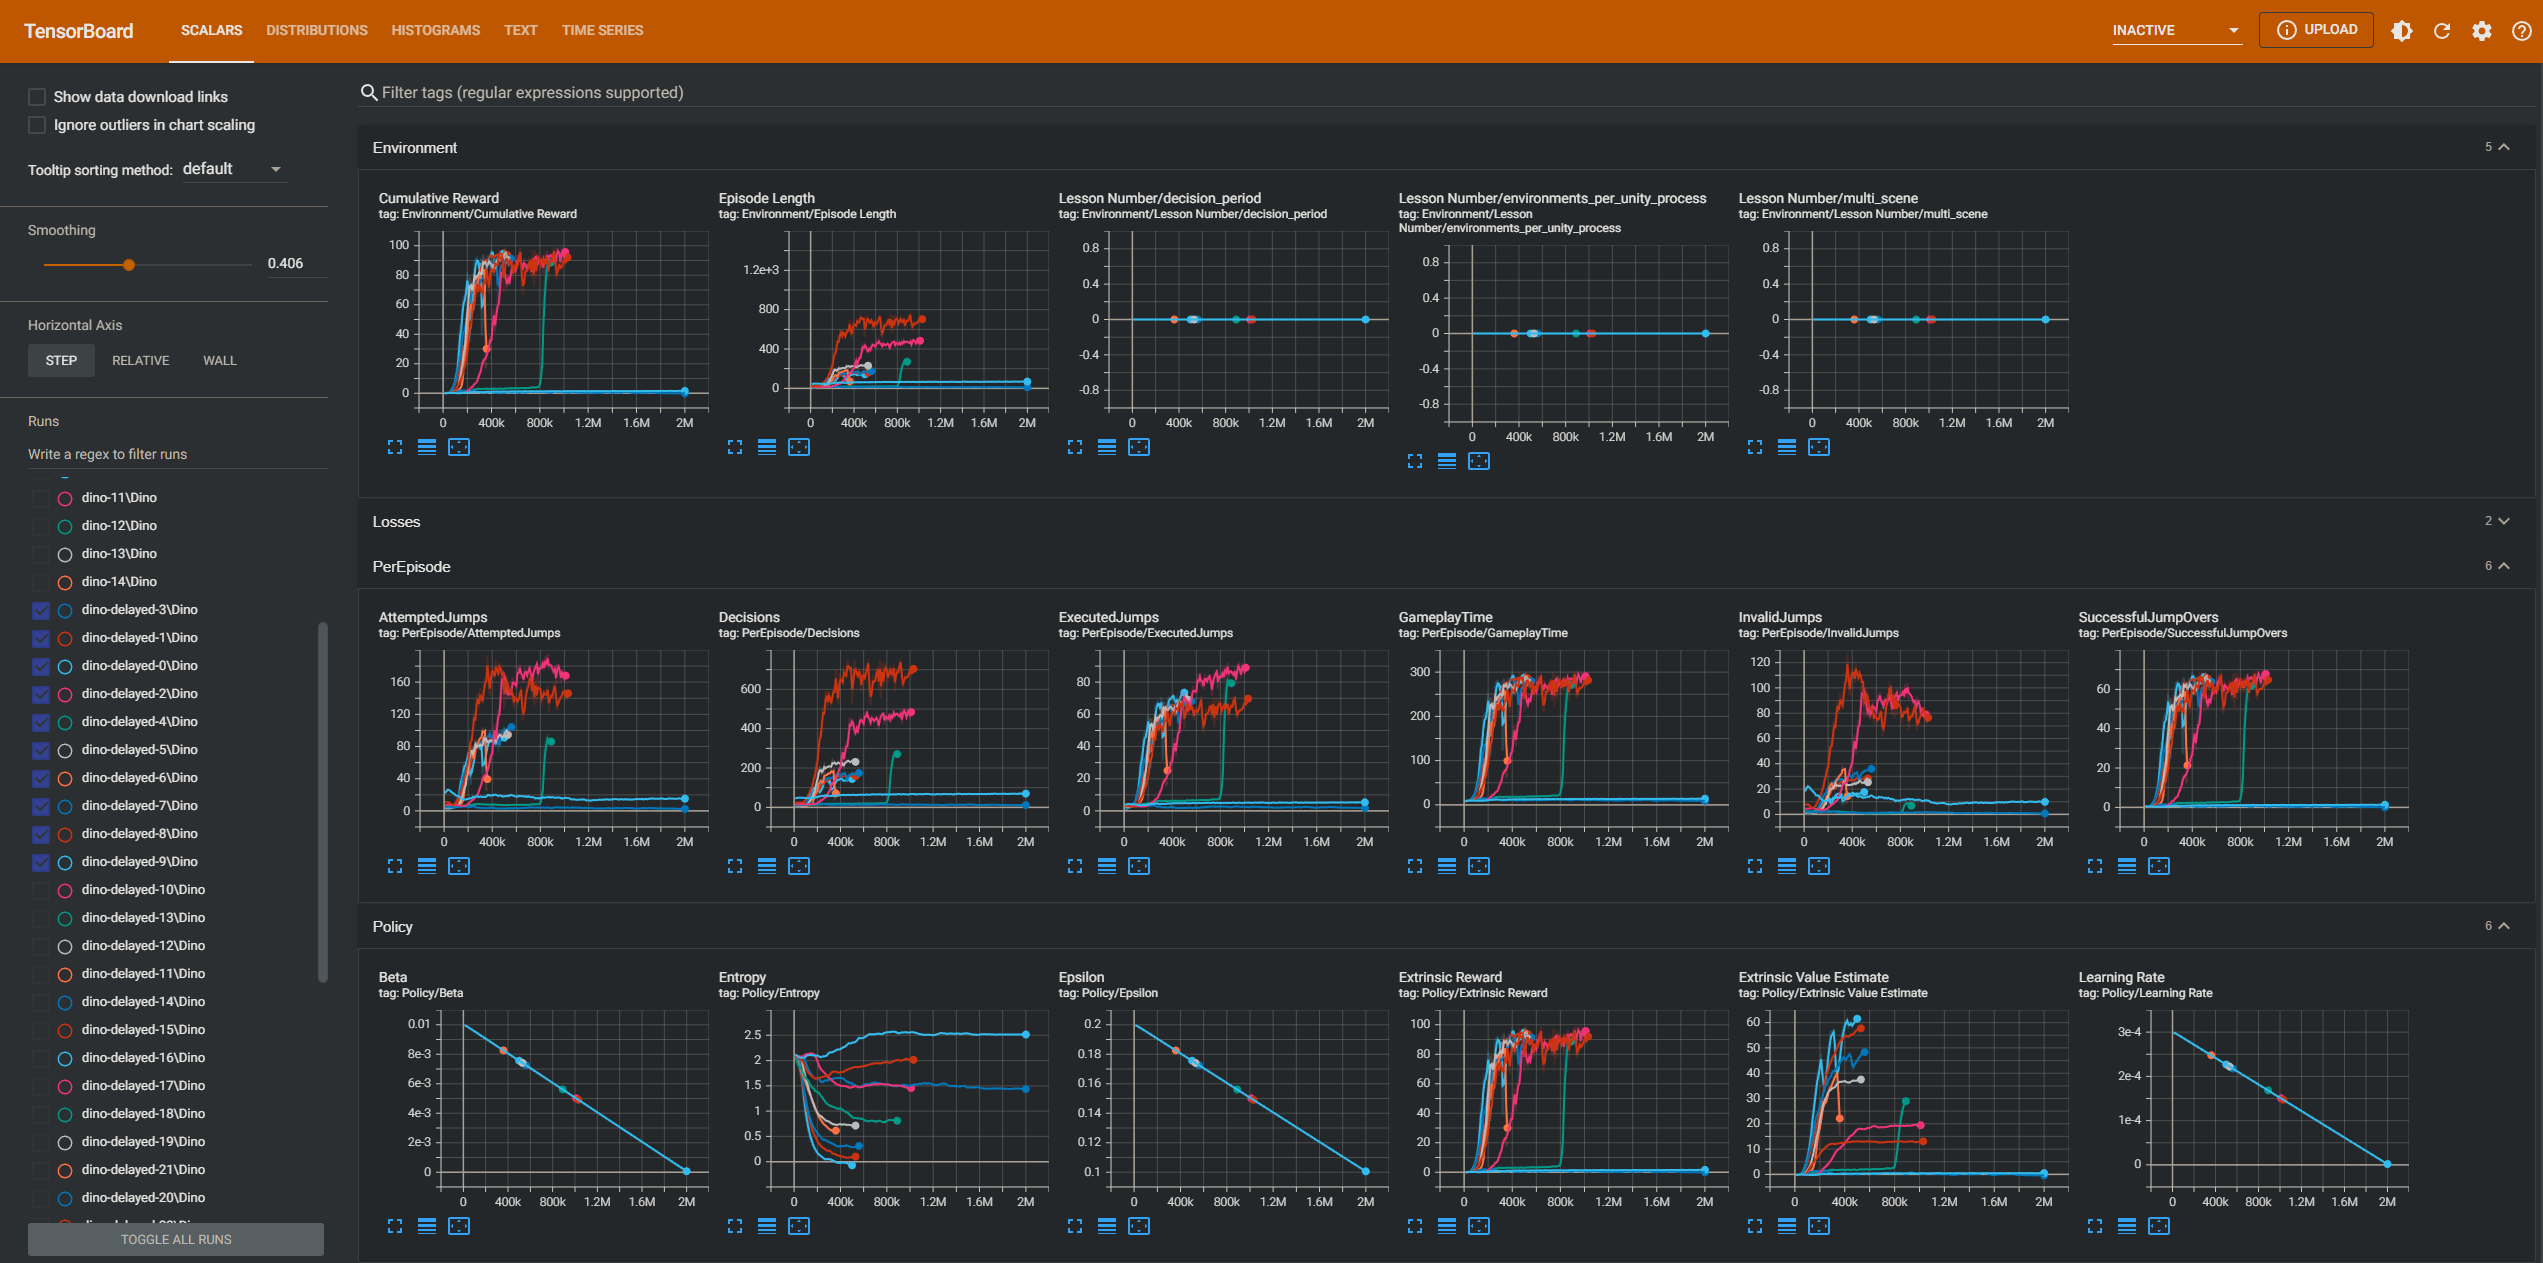 TensorBoard
SCALARS DISTRIBUTIONS HISTOGRAMS TEXT TIME SERIES
INACTIVE
UPLOAD
Show data download links
Ignore outliers in chart scaling
Tooltip sorting method: default
Smoothing
0.406
Horizontal Axis
STEP RELATIVE WALL
Runs
Write a regex to filter runs
dino-11\Dino
dino-12\Dino
dino-13\Dino
dino-14\Dino
dino-delayed-3\Dino
dino-delayed-1\Dino
dino-delayed-0\Dino
dino-delayed-2\Dino
dino-delayed-4\Dino
dino-delayed-5\Dino
dino-delayed-6\Dino
dino-delayed-7\Dino
dino-delayed-8\Dino
dino-delayed-9\Dino
dino-delayed-10\Dino
dino-delayed-13\Dino
dino-delayed-12\Dino
dino-delayed-11\Dino
dino-delayed-14\Dino
dino-delayed-15\Dino
dino-delayed-16\Dino
dino-delayed-17\Dino
dino-delayed-18\Dino
dino-delayed-19\Dino
dino-delayed-21\Dino
dino-delayed-20\Dino
TOGGLE ALL RUNS
Filter tags (regular expressions supported)
Environment
5
Cumulative Reward
tag: Environment/Cumulative Reward
100
80
60
40
20
0
0 400k 800k 1.2M 1.6M 2M
Episode Length
tag: Environment/Episode Length
1.2e+3
800
400
0
0 400k 800k 1.2M 1.6M 2M
Lesson Number/decision_period
tag: Environment/Lesson Number/decision_period
0.8
0.4
0
-0.4
-0.8
0 400k 800k 1.2M 1.6M 2M
Lesson Number/environments_per_unity_process
tag: Environment/Lesson
Number/environments_per_unity_process
0.8
0.4
0
-0.4
-0.8
0 400k 800k 1.2M 1.6M 2M
Lesson Number/multi_scene
tag: Environment/Lesson Number/multi_scene
0.8
0.4
0
-0.4
-0.8
0 400k 800k 1.2M 1.6M 2M
Losses
2
PerEpisode
6
AttemptedJumps
tag: PerEpisode/AttemptedJumps
160
120
80
40
0
0 400k 800k 1.2M 1.6M 2M
Decisions
tag: PerEpisode/Decisions
600
400
200
0
0 400k 800k 1.2M 1.6M 2M
ExecutedJumps
tag: PerEpisode/ExecutedJumps
80
60
40
20
0
0 400k 800k 1.2M 1.6M 2M
GameplayTime
tag: PerEpisode/GameplayTime
300
200
100
0
0 400k 800k 1.2M 1.6M 2M
InvalidJumps
tag: PerEpisode/InvalidJumps
120
100
80
60
40
20
0
0 400k 800k 1.2M 1.6M 2M
SuccessfulJumpOvers
tag: PerEpisode/SuccessfulJumpOvers
60
40
20
0
0 400k 800k 1.2M 1.6M 2M
Policy
6
Beta
tag: Policy/Beta
0.01
8e-3
6e-3
4e-3
2e-3
0
0 400k 800k 1.2M 1.6M 2M
Entropy
tag: Policy/Entropy
2.5
2
1.5
1
0.5
0
0 400k 800k 1.2M 1.6M 2M
Epsilon
tag: Policy/Epsilon
0.2
0.18
0.16
0.14
0.12
0.1
0 400k 800k 1.2M 1.6M 2M
Extrinsic Reward
tag: Policy/Extrinsic Reward
100
80
60
40
20
0
0 400k 800k 1.2M 1.6M 2M
Extrinsic Value Estimate
tag: Policy/Extrinsic Value Estimate
60
50
40
30
20
10
0
0 400k 800k 1.2M 1.6M 2M
Learning Rate
tag: Policy/Learning Rate
3e-4
2e-4
1e-4
0
0 400k 800k 1.2M 1.6M 2M